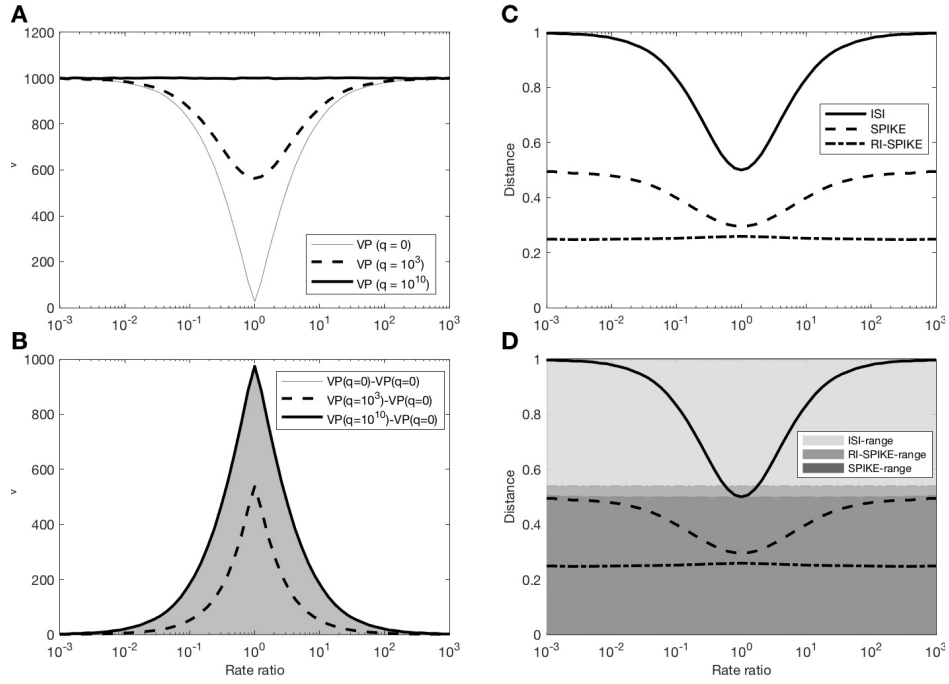 A
1200
1000
800
600
400
200
0
v
VP (q = 0)
VP (q = 10^3)
VP (q = 10^10)
10^-3 10^-2 10^-1 10^0 10^1 10^2 10^3
B
1000
800
600
400
200
0
v
VP(q=0)-VP(q=0)
VP(q=10^3)-VP(q=0)
VP(q=10^10)-VP(q=0)
10^-3 10^-2 10^-1 10^0 10^1 10^2 10^3
Rate ratio
C
1
0.8
0.6
0.4
0.2
0
Distance
ISI
SPIKE
RI-SPIKE
10^-3 10^-2 10^-1 10^0 10^1 10^2 10^3
D
1
0.8
0.6
0.4
0.2
0
Distance
ISI-range
RI-SPIKE-range
SPIKE-range
10^-3 10^-2 10^-1 10^0 10^1 10^2 10^3
Rate ratio